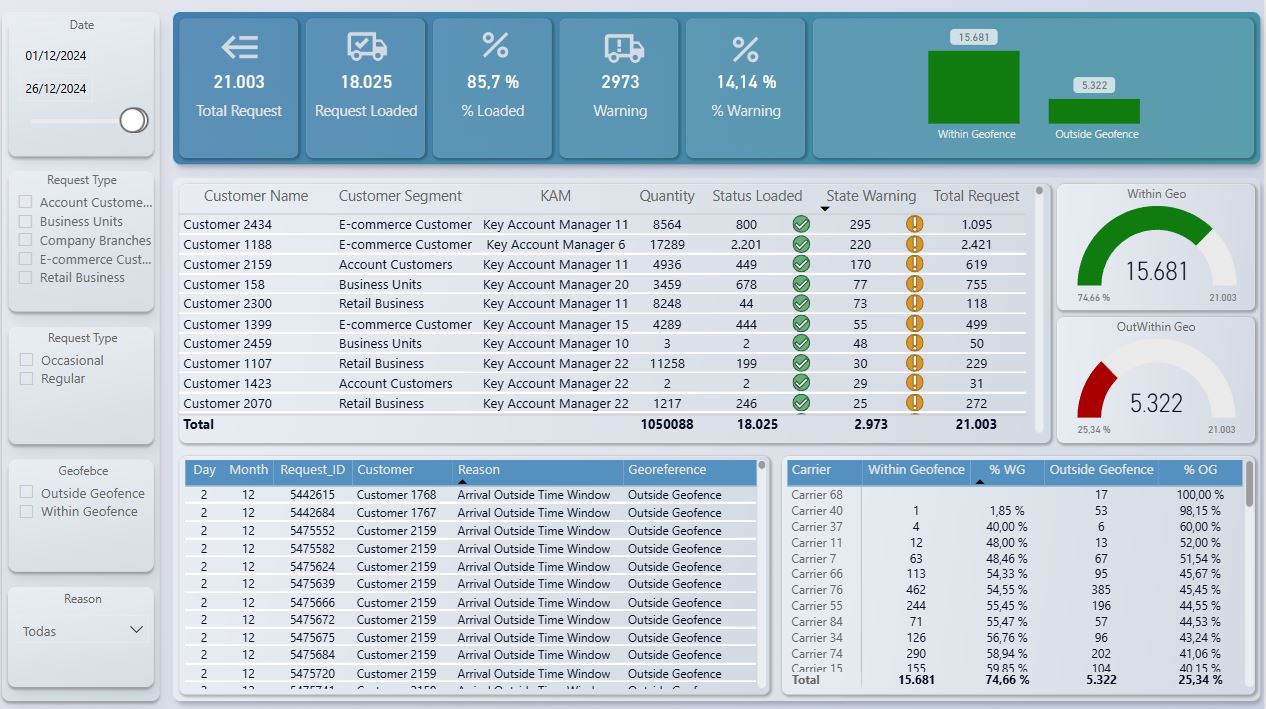 Date
01/12/2024
26/12/2024
Request Type
Account Custome...
Business Units
Company Branches
E-commerce Cust...
Retail Business
Request Type
Occasional
Regular
Geofebce
Outside Geofence
Within Geofence
Reason
Todas
21.003
Total Request
18.025
Request Loaded
85,7 %
% Loaded
2973
Warning
14,14 %
% Warning
15.681
Within Geofence
5.322
Outside Geofence
Customer Name Customer Segment KAM Quantity Status Loaded State Warning Total Request
Customer 2434 E-commerce Customer Key Account Manager 11 8564 800 295 1.095
Customer 1188 E-commerce Customer Key Account Manager 6 17289 2.201 220 2.421
Customer 2159 Account Customers Key Account Manager 11 4936 449 170 619
Customer 158 Business Units Key Account Manager 20 3459 678 77 755
Customer 2300 Retail Business Key Account Manager 11 8248 44 73 118
Customer 1399 E-commerce Customer Key Account Manager 15 4289 444 55 499
Customer 2459 Business Units Key Account Manager 10 3 2 48 50
Customer 1107 Retail Business Key Account Manager 22 11258 199 30 229
Customer 1423 Account Customers Key Account Manager 22 2 2 29 31
Customer 2070 Retail Business Key Account Manager 22 1217 246 25 272
Total 1050088 18.025 2.973 21.003
Within Geo
15.681
74,66 % 21.003
OutWithin Geo
5.322
25,34 % 21.003
Day Month Request_ID Customer Reason Georeference
2 12 5442615 Customer 1768 Arrival Outside Time Window Outside Geofence
2 12 5442684 Customer 1767 Arrival Outside Time Window Outside Geofence
2 12 5475552 Customer 2159 Arrival Outside Time Window Outside Geofence
2 12 5475582 Customer 2159 Arrival Outside Time Window Outside Geofence
2 12 5475624 Customer 2159 Arrival Outside Time Window Outside Geofence
2 12 5475639 Customer 2159 Arrival Outside Time Window Outside Geofence
2 12 5475666 Customer 2159 Arrival Outside Time Window Outside Geofence
2 12 5475672 Customer 2159 Arrival Outside Time Window Outside Geofence
2 12 5475675 Customer 2159 Arrival Outside Time Window Outside Geofence
2 12 5475684 Customer 2159 Arrival Outside Time Window Outside Geofence
2 12 5475720 Customer 2159 Arrival Outside Time Window Outside Geofence
Carrier Within Geofence % WG Outside Geofence % OG
Carrier 68 17 100,00 %
Carrier 40 1 1,85 % 53 98,15 %
Carrier 37 4 40,00 % 6 60,00 %
Carrier 11 12 48,00 % 13 52,00 %
Carrier 7 63 48,46 % 67 51,54 %
Carrier 66 113 54,33 % 95 45,67 %
Carrier 76 462 54,55 % 385 45,45 %
Carrier 55 244 55,45 % 196 44,55 %
Carrier 84 71 55,47 % 57 44,53 %
Carrier 34 126 56,76 % 96 43,24 %
Carrier 74 290 58,94 % 202 41,06 %
Carrier 15 155 59,85 % 104 40,15 %
Total 15.681 74,66 % 5.322 25,34 %